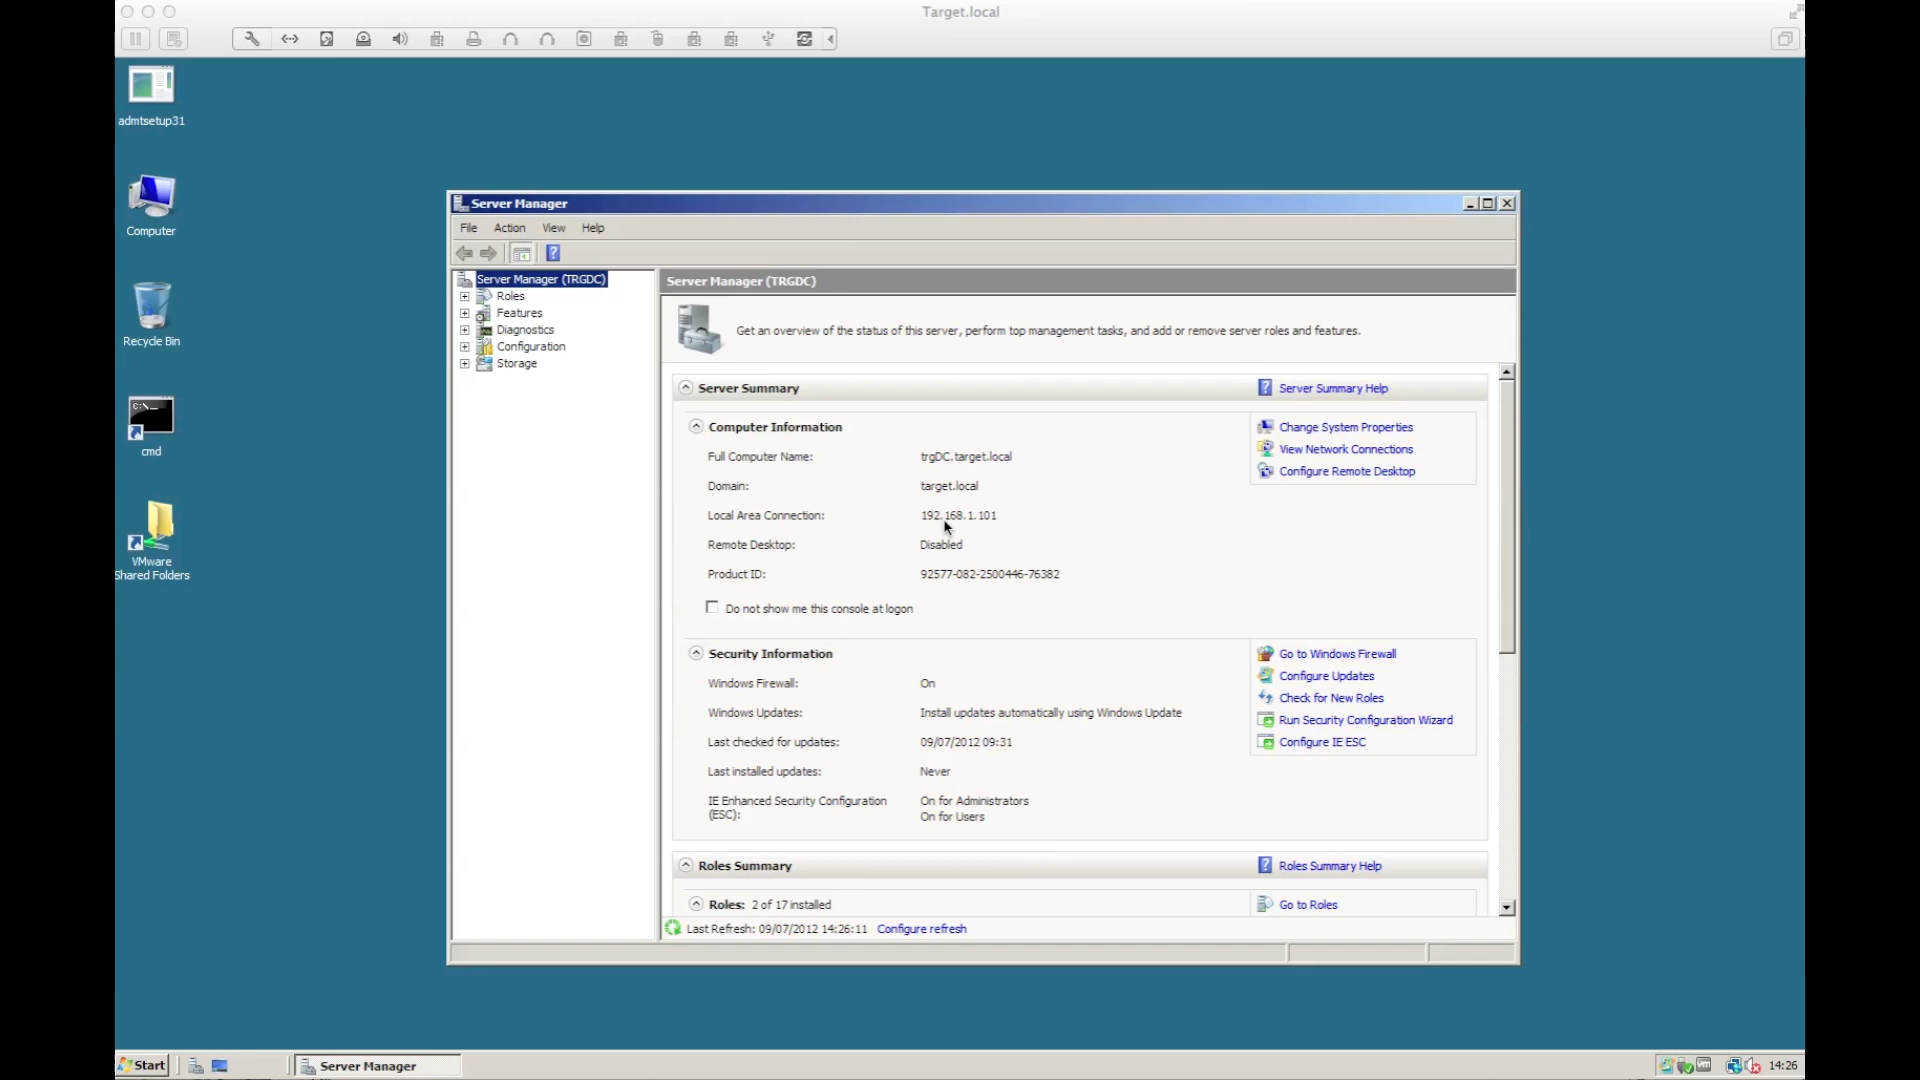 Target.local
admtsetup31
Computer
Recycle Bin
C:\_
cmd
VMware
Shared Folders
Server Manager
File Action View Help
Server Manager (TRGDC)
Roles
Features
Diagnostics
Configuration
Storage
Server Manager (TRGDC)
Get an overview of the status of this server, perform top management tasks, and add or remove server roles and features.
Server Summary
Server Summary Help
Computer Information
Full Computer Name: trgDC.target.local
Domain: target.local
Local Area Connection: 192.168.1.101
Remote Desktop: Disabled
Product ID: 92577-082-2500446-76382
Do not show me this console at logon
Change System Properties
View Network Connections
Configure Remote Desktop
Security Information
Windows Firewall: On
Windows Updates: Install updates automatically using Windows Update
Last checked for updates: 09/07/2012 09:31
Last installed updates: Never
IE Enhanced Security Configuration (ESC): On for Administrators
On for Users
Go to Windows Firewall
Configure Updates
Check for New Roles
Run Security Configuration Wizard
Configure IE ESC
Roles Summary
Roles Summary Help
Roles: 2 of 17 installed
Go to Roles
Last Refresh: 09/07/2012 14:26:11 Configure refresh
Start
Server Manager
14:26